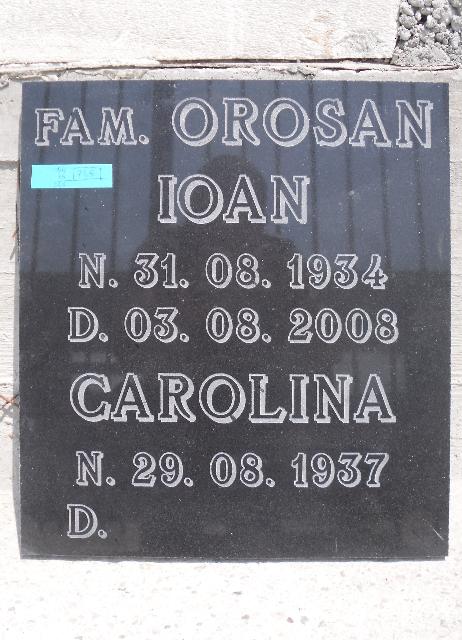 FAM. OROSAN
IOAN
N. 31. 08. 1934
D. 03. 08. 2008
CAROLINA
N. 29. 08. 1937
D.